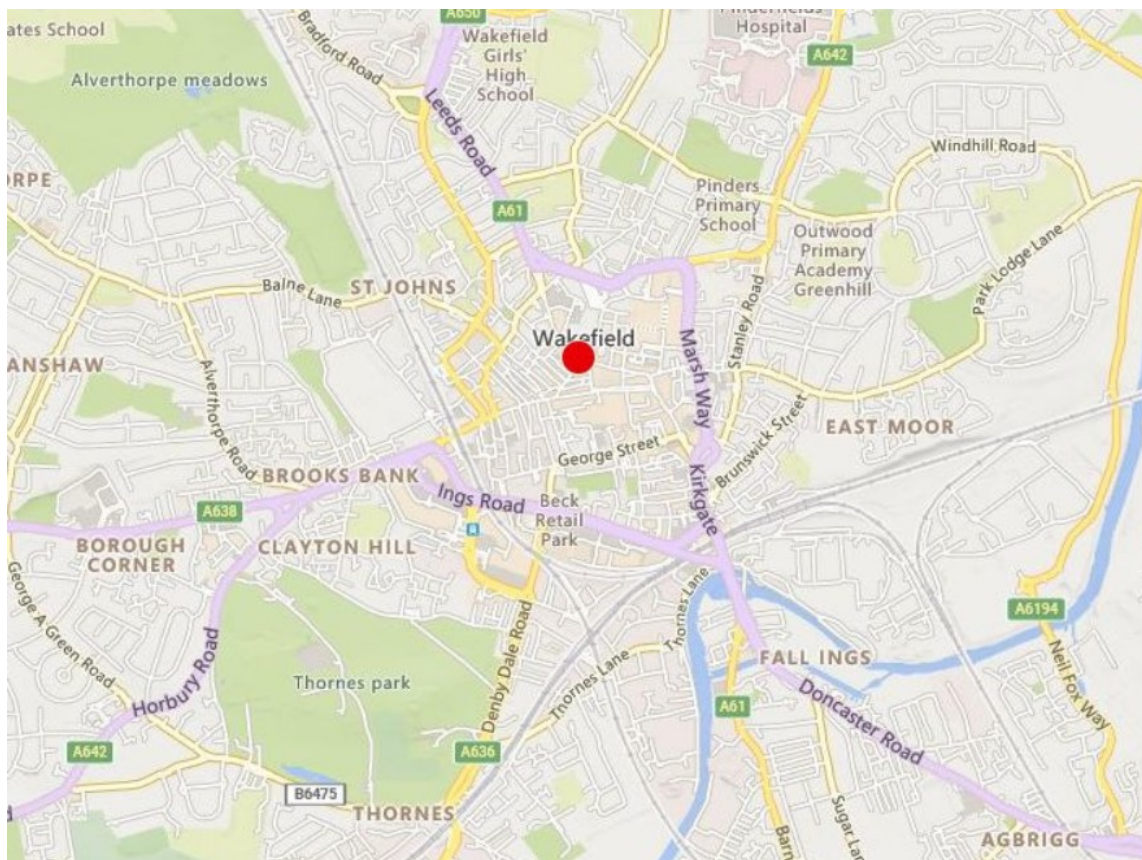 A650
Pinderfields
Hospital
ates School
Bradford Road
Wakefield
Girls'
High
School
A642
Alverthorpe meadows
Leeds Road
Windhill Road
ORPE
Pinders
Primary
School
A61
Outwood
Primary
Academy
Greenhill
Park Lodge Lane
Balne Lane
ST JOHNS
Stanley Road
Wakefield
Marsh Way
ANSHAW
Alverthorpe Road
EAST MOOR
George Street
Brunswick Street
BROOKS BANK
Kirkgate
Ings Road
Beck
Retail
Park
A638
BOROUGH
CORNER
CLAYTON HILL
George A Green Road
Thornes Lane
A6194
Horbury Road
Denby Dale Road
Thornes Lane
FALL INGS
Neil Fox Way
Thornes park
Doncaster Road
A61
A642
A636
B6475
THORNES
Sugar Lane
Barn
AGBRIGG
d